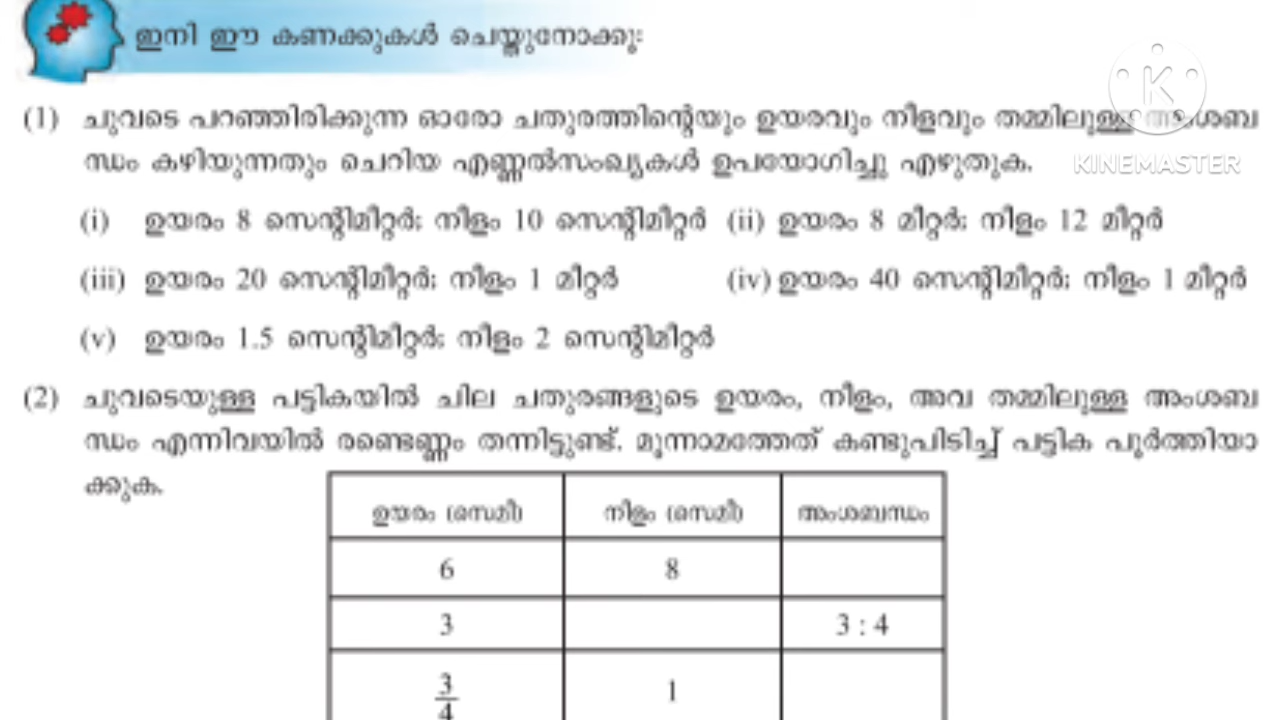 ഇനി ഈ കണക്കുകൾ ചെയ്തുനോക്കൂ:
(1) ചുവടെ പറഞ്ഞിരിക്കുന്ന ഓരോ ചതുരത്തിന്റെയും ഉയരവും നീളവും തമ്മിലുള്ള അംശബ
ന്ധം കഴിയുന്നതും ചെറിയ എണ്ണൽസംഖ്യകൾ ഉപയോഗിച്ചു എഴുതുക.
KINEMASTER
(i) ഉയരം 8 സെന്റിമീറ്റർ; നീളം 10 സെന്റിമീറ്റർ (ii) ഉയരം 8 മീറ്റർ; നീളം 12 മീറ്റർ
(iii) ഉയരം 20 സെന്റിമീറ്റർ; നീളം 1 മീറ്റർ (iv) ഉയരം 40 സെന്റിമീറ്റർ; നീളം 1 മീറ്റർ
(v) ഉയരം 1.5 സെന്റിമീറ്റർ; നീളം 2 സെന്റിമീറ്റർ
(2) ചുവടെയുള്ള പട്ടികയിൽ ചില ചതുരങ്ങളുടെ ഉയരം, നീളം, അവ തമ്മിലുള്ള അംശബ
ന്ധം എന്നിവയിൽ രണ്ടെണ്ണം തന്നിട്ടുണ്ട്. മൂന്നാമത്തേത് കണ്ടുപിടിച്ച് പട്ടിക പൂർത്തിയാ
ക്കുക.
ഉയരം (സെമീ) നീളം (സെമീ) അംശബന്ധം
6 8
3 3 : 4
3/4 1